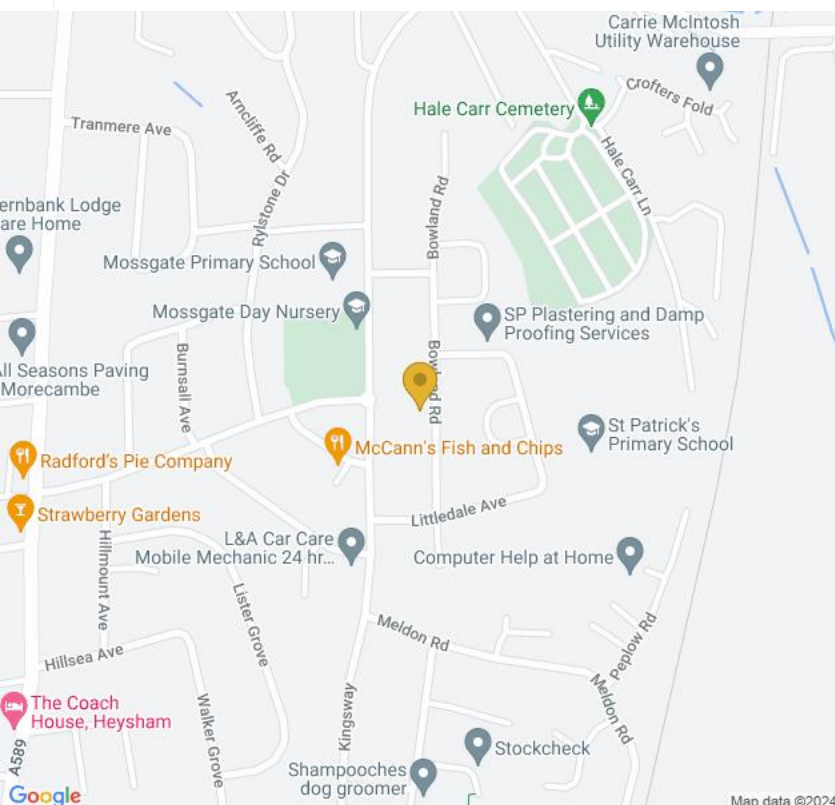 Carrie McIntosh
Utility Warehouse
Crofters Fold
Hale Carr Cemetery
Arncliffe Rd
Tranmere Ave
Hale Carr Ln
ernbank Lodge
are Home
Rylstone Dr
Bowland Rd
Mossgate Primary School
Mossgate Day Nursery
SP Plastering and Damp
Proofing Services
ll Seasons Paving
Morecambe
Burnsall Ave
Rd
St Patrick's
Primary School
McCann's Fish and Chips
Radford's Pie Company
Strawberry Gardens
Littledale Ave
L&A Car Care
Mobile Mechanic 24 hr...
Computer Help at Home
Hillmount Ave
Lister Grove
Meldon Rd
Peplow Rd
Hillsea Ave
Meldon Rd
The Coach
House, Heysham
Walker Grove
Kingsway
Stockcheck
A589
Shampooches
dog groomer
Google
Map data ©2024